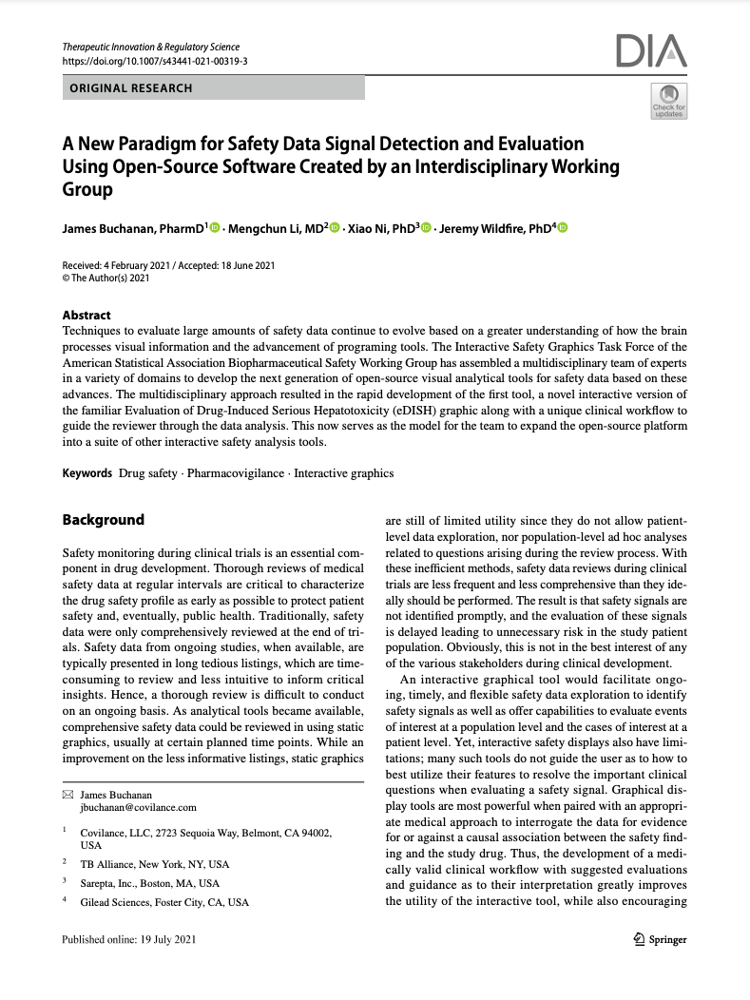 Therapeutic Innovation & Regulatory Science
https://doi.org/10.1007/s43441-021-00319-3
DIA
ORIGINAL RESEARCH
Check for
updates
A New Paradigm for Safety Data Signal Detection and Evaluation
Using Open-Source Software Created by an Interdisciplinary Working
Group
James Buchanan, PharmD1 · Mengchun Li, MD2 · Xiao Ni, PhD3 · Jeremy Wildfire, PhD4
Received: 4 February 2021 / Accepted: 18 June 2021
© The Author(s) 2021
Abstract
Techniques to evaluate large amounts of safety data continue to evolve based on a greater understanding of how the brain
processes visual information and the advancement of programing tools. The Interactive Safety Graphics Task Force of the
American Statistical Association Biopharmaceutical Safety Working Group has assembled a multidisciplinary team of experts
in a variety of domains to develop the next generation of open-source visual analytical tools for safety data based on these
advances. The multidisciplinary approach resulted in the rapid development of the first tool, a novel interactive version of
the familiar Evaluation of Drug-Induced Serious Hepatotoxicity (eDISH) graphic along with a unique clinical workflow to
guide the reviewer through the data analysis. This now serves as the model for the team to expand the open-source platform
into a suite of other interactive safety analysis tools.
Keywords Drug safety · Pharmacovigilance · Interactive graphics
Background
Safety monitoring during clinical trials is an essential com-
ponent in drug development. Thorough reviews of medical
safety data at regular intervals are critical to characterize
the drug safety profile as early as possible to protect patient
safety and, eventually, public health. Traditionally, safety
data were only comprehensively reviewed at the end of tri-
als. Safety data from ongoing studies, when available, are
typically presented in long tedious listings, which are time-
consuming to review and less intuitive to inform critical
insights. Hence, a thorough review is difficult to conduct
on an ongoing basis. As analytical tools became available,
comprehensive safety data could be reviewed in using static
graphics, usually at certain planned time points. While an
improvement on the less informative listings, static graphics
James Buchanan
jbuchanan@covilance.com
1 Covilance, LLC, 2723 Sequoia Way, Belmont, CA 94002,
USA
2 TB Alliance, New York, NY, USA
3 Sarepta, Inc., Boston, MA, USA
4 Gilead Sciences, Foster City, CA, USA
are still of limited utility since they do not allow patient-
level data exploration, nor population-level ad hoc analyses
related to questions arising during the review process. With
these inefficient methods, safety data reviews during clinical
trials are less frequent and less comprehensive than they ide-
ally should be performed. The result is that safety signals are
not identified promptly, and the evaluation of these signals
is delayed leading to unnecessary risk in the study patient
population. Obviously, this is not in the best interest of any
of the various stakeholders during clinical development.
An interactive graphical tool would facilitate ongo-
ing, timely, and flexible safety data exploration to identify
safety signals as well as offer capabilities to evaluate events
of interest at a population level and the cases of interest at a
patient level. Yet, interactive safety displays also have limi-
tations; many such tools do not guide the user as to how to
best utilize their features to resolve the important clinical
questions when evaluating a safety signal. Graphical dis-
play tools are most powerful when paired with an appropri-
ate medical approach to interrogate the data for evidence
for or against a causal association between the safety find-
ing and the study drug. Thus, the development of a medi-
cally valid clinical workflow with suggested evaluations
and guidance as to their interpretation greatly improves
the utility of the interactive tool, while also encouraging
Published online: 19 July 2021
Springer